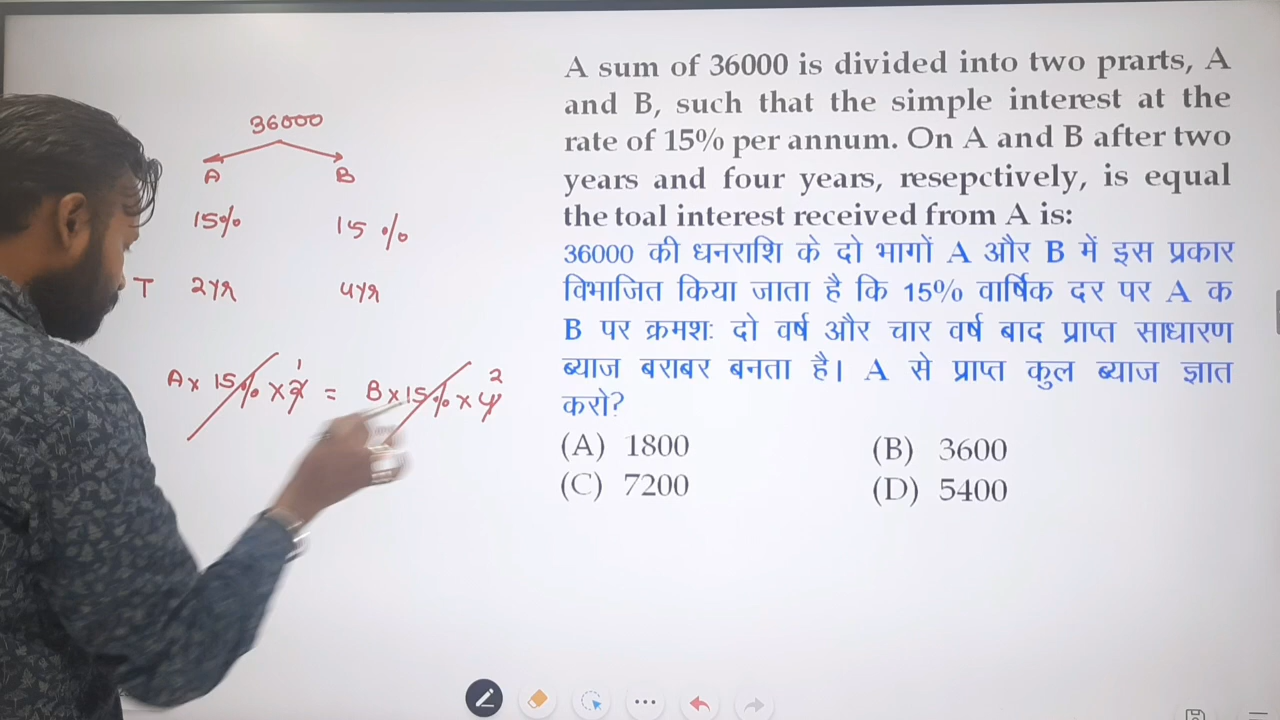 36000
A B
15% 15%
T 2yr 4yr
A x 15% x 2 1 = B x 15% x 4 2
A sum of 36000 is divided into two prarts, A
and B, such that the simple interest at the
rate of 15% per annum. On A and B after two
years and four years, resepctively, is equal
the toal interest received from A is:
36000 की धनराशि के दो भागों A और B में इस प्रकार
विभाजित किया जाता है कि 15% वार्षिक दर पर A क
B पर क्रमशः दो वर्ष और चार वर्ष बाद प्राप्त साधारण
ब्याज बराबर बनता है। A से प्राप्त कुल ब्याज ज्ञात
करो?
(A) 1800 (B) 3600
(C) 7200 (D) 5400